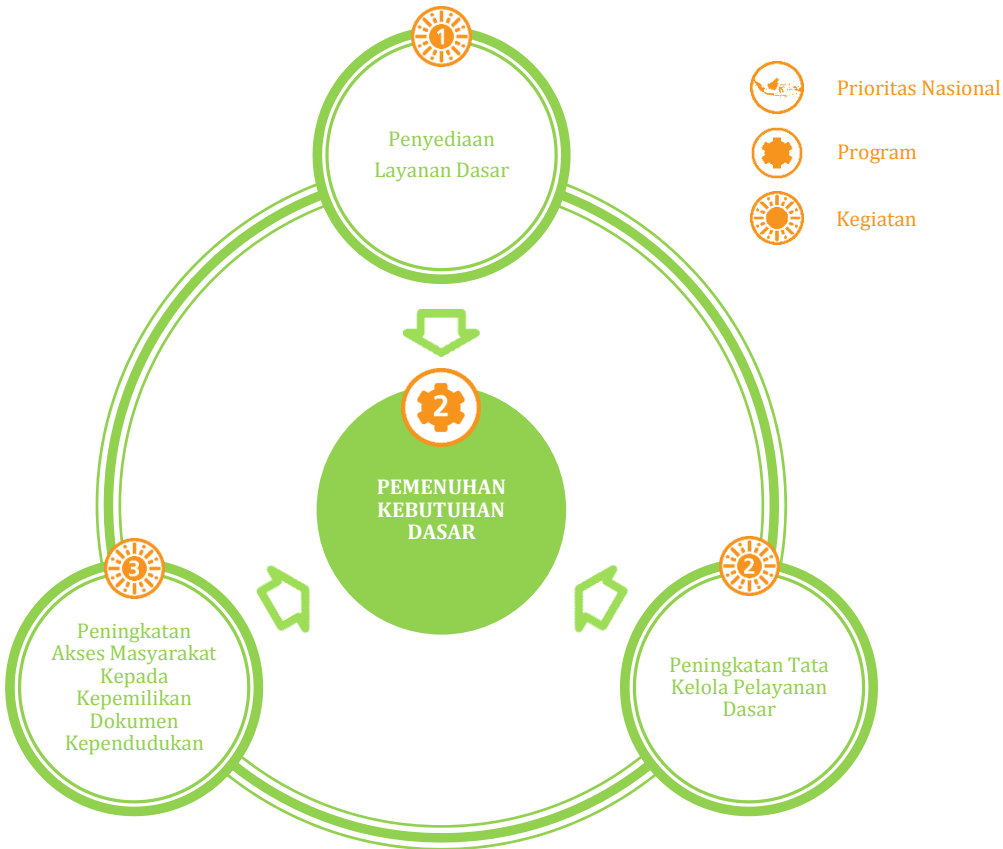 1
Penyediaan
Layanan Dasar
Prioritas Nasional
Program
Kegiatan
2
PEMENUHAN
KEBUTUHAN
DASAR
3
Peningkatan
Akses Masyarakat
Kepada
Kepemilikan
Dokumen
Kependudukan
2
Peningkatan Tata
Kelola Pelayanan
Dasar